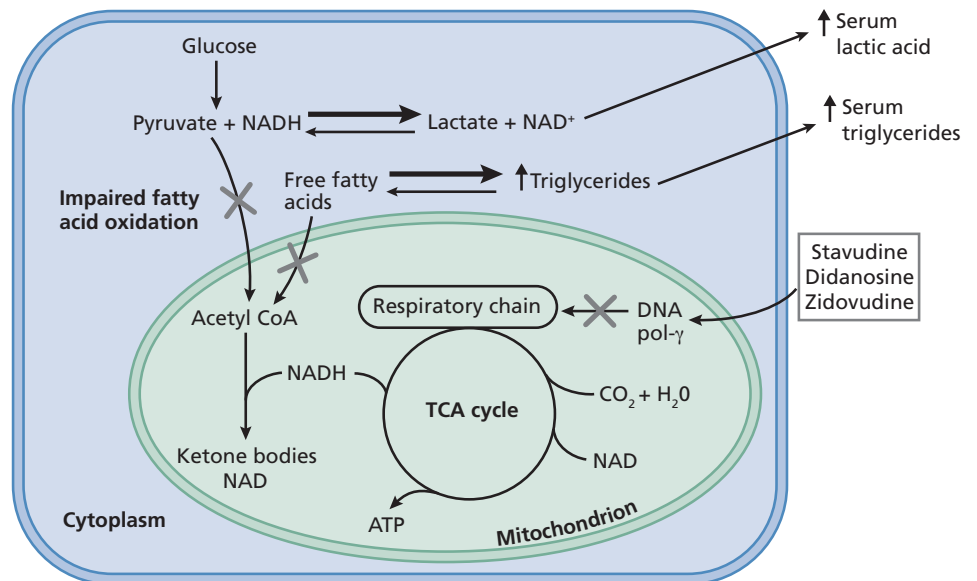 Glucose
↑ Serum
lactic acid
Pyruvate + NADH
Lactate + NAD⁺
↑ Serum
triglycerides
Free fatty
acids
↑Triglycerides
Impaired fatty
acid oxidation
Stavudine
Didanosine
Zidovudine
Respiratory chain
DNA
pol-γ
Acetyl CoA
NADH
CO₂ + H₂0
TCA cycle
Ketone bodies
NAD
NAD
ATP
Cytoplasm
Mitochondrion